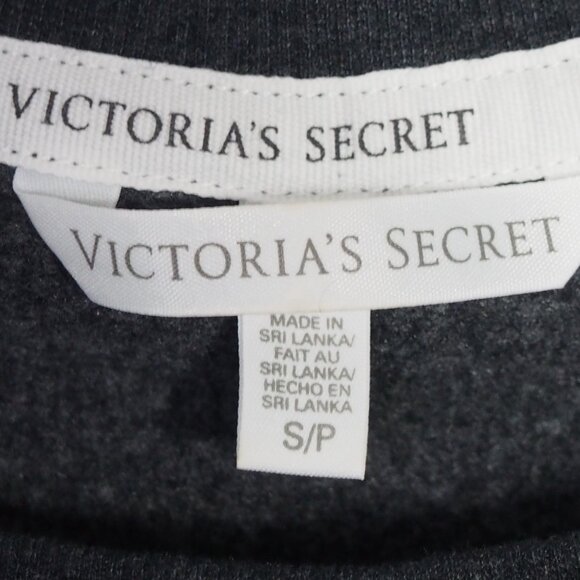 VICTORIA'S SECRET
VICTORIA'S SECRET
MADE IN
SRI LANKA/
FAIT AU
SRI LANKA/
HECHO EN
SRI LANKA
S/P